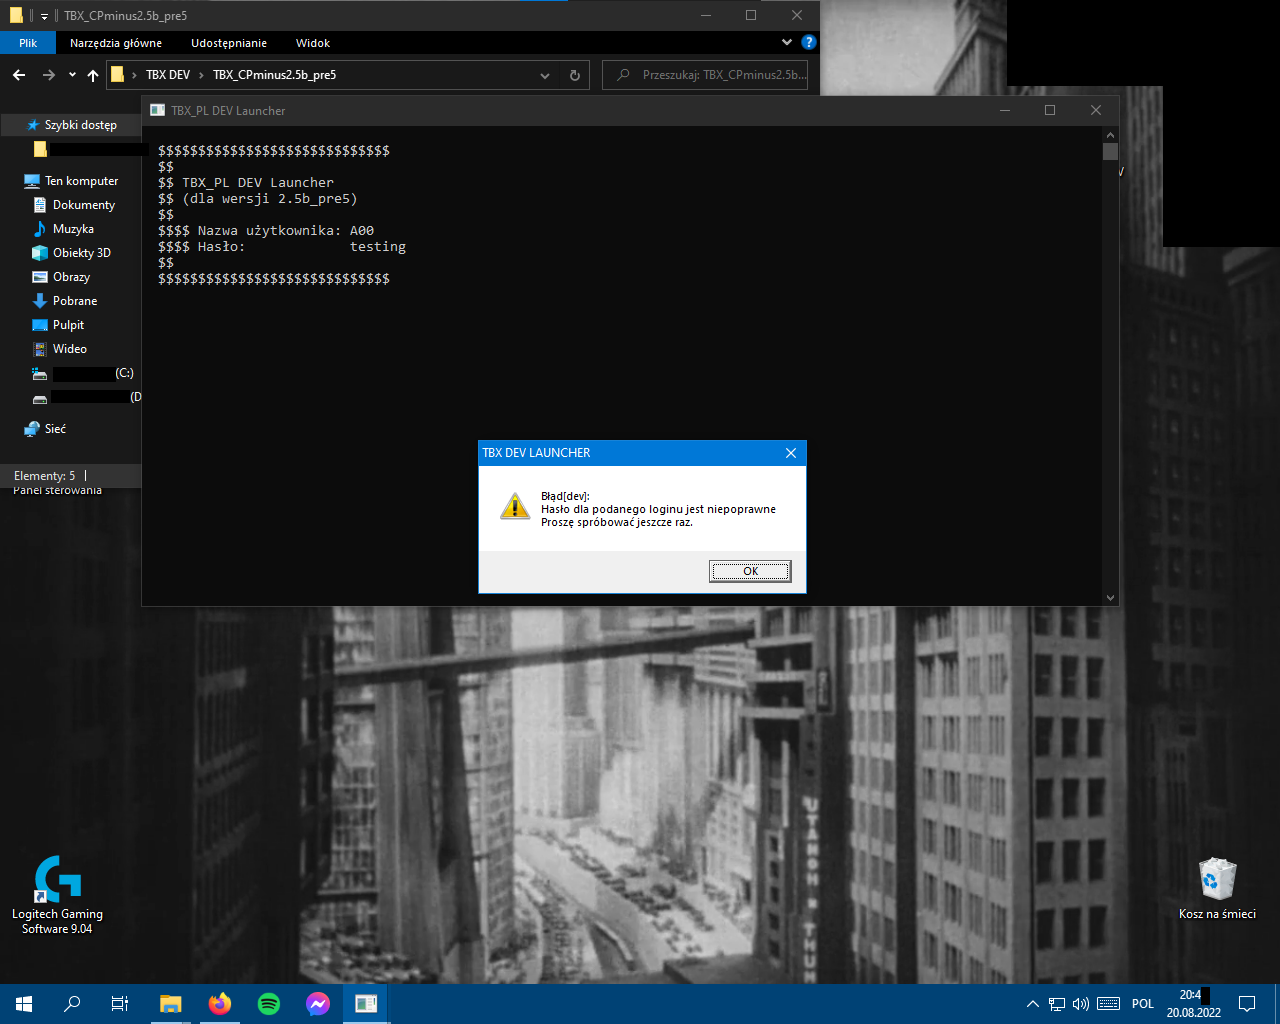 TBX_CPminus2.5b_pre5
Plik Narzędzia główne Udostępnianie Widok
TBX DEV TBX_CPminus2.5b_pre5
Przeszukaj: TBX_CPminus2.5b...
Szybki dostęp
Ten komputer
Dokumenty
Muzyka
Obiekty 3D
Obrazy
Pobrane
Pulpit
Wideo
(C:)
(D
Sieć
Elementy: 5
Panel sterowania
TBX_PL DEV Launcher
$$$$$$$$$$$$$$$$$$$$$$$$$$$$$
$$
$$ TBX_PL DEV Launcher
$$ (dla wersji 2.5b_pre5)
$$
$$$$ Nazwa użytkownika: A00
$$$$ Hasło: testing
$$
$$$$$$$$$$$$$$$$$$$$$$$$$$$$$
TBX DEV LAUNCHER
Błąd[dev]:
Hasło dla podanego loginu jest niepoprawne
Proszę spróbować jeszcze raz.
OK
Logitech Gaming
Software 9.04
Kosz na śmieci
POL
20:4
20.08.2022